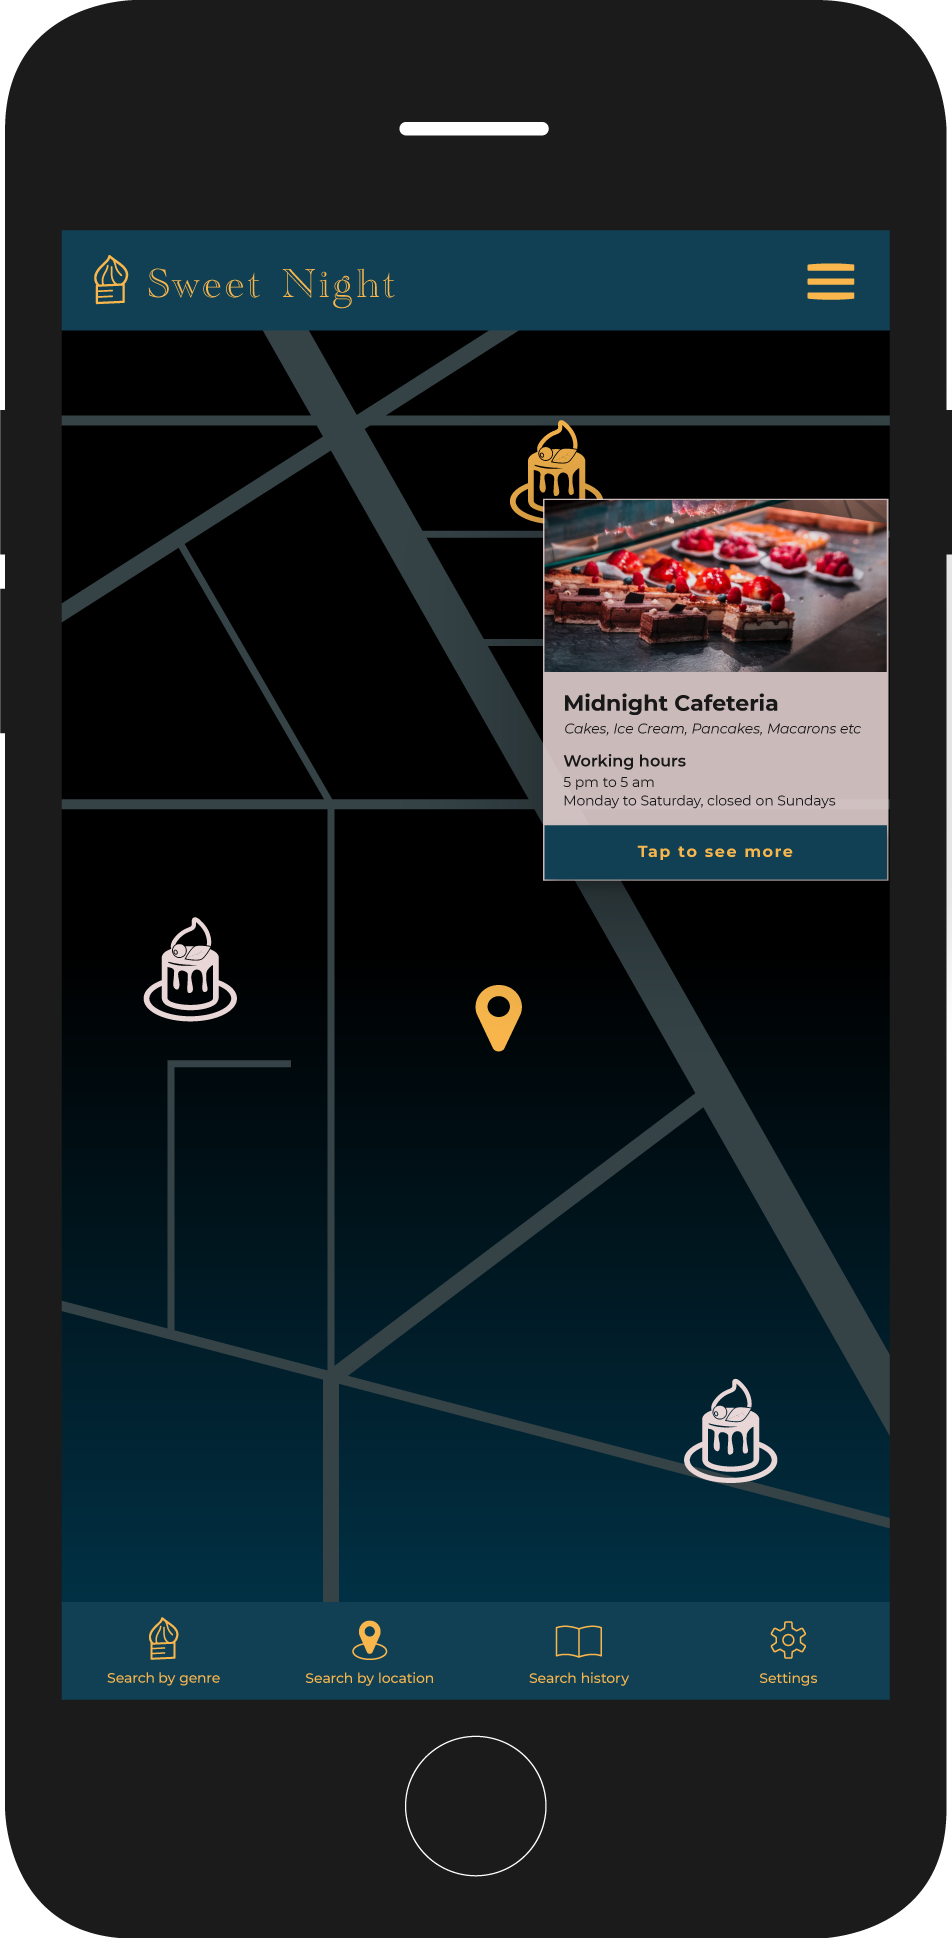 Sweet Night
Midnight Cafeteria
Cakes, Ice Cream, Pancakes, Macarons etc
Working hours
5 pm to 5 am
Monday to Saturday, closed on Sundays
Tap to see more
Search by genre
Search by location
Search history
Settings